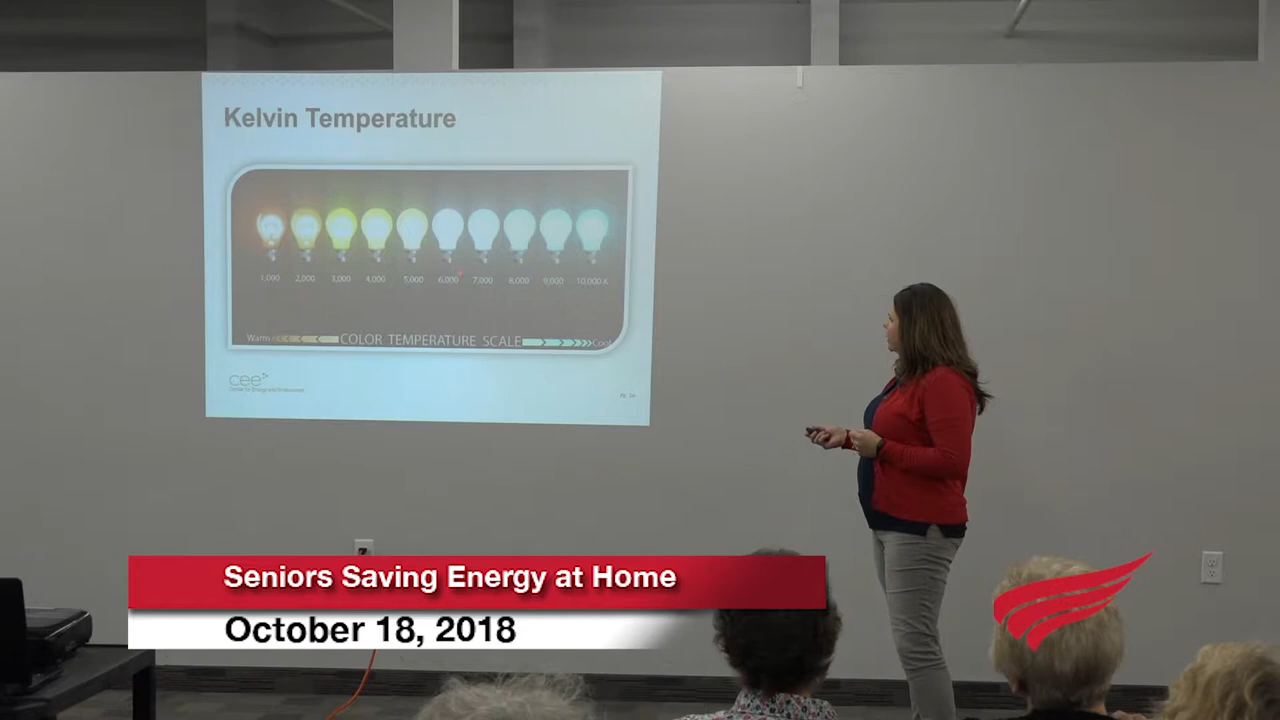 Kelvin Temperature
1,000 2,000 3,000 4,000 5,000 6,000 7,000 8,000 9,000 10,000 K
Warm COLOR TEMPERATURE SCALE Cool
cee
Seniors Saving Energy at Home
October 18, 2018